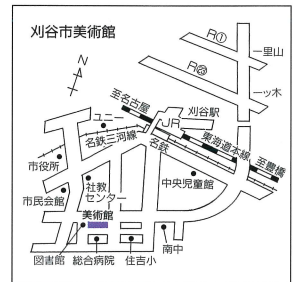 刈谷市美術館
N
R①
R㉓
一里山
一ッ木
至名古屋
刈谷駅
ユニー
JR
名鉄三河線
東海道本線
至豊橋
名鉄
市役所
社教
センター
中央児童館
市民会館
美術館
図書館
総合病院
住吉小
南中